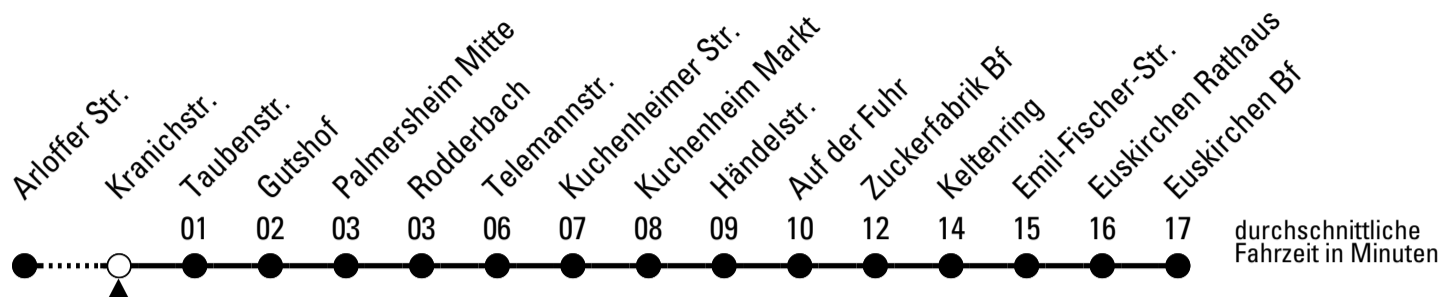 Arloffer Str.
Kranichstr.
Taubenstr.
Gutshof
Palmersheim Mitte
Rodderbach
Telemannstr.
Kuchenheimer Str.
Kuchenheim Markt
Händelstr.
Auf der Fuhr
Zuckerfabrik Bf
Keltenring
Emil-Fischer-Str.
Euskirchen Rathaus
Euskirchen Bf
01 02 03 03 06 07 08 09 10 12 14 15 16 17
durchschnittliche
Fahrzeit in Minuten